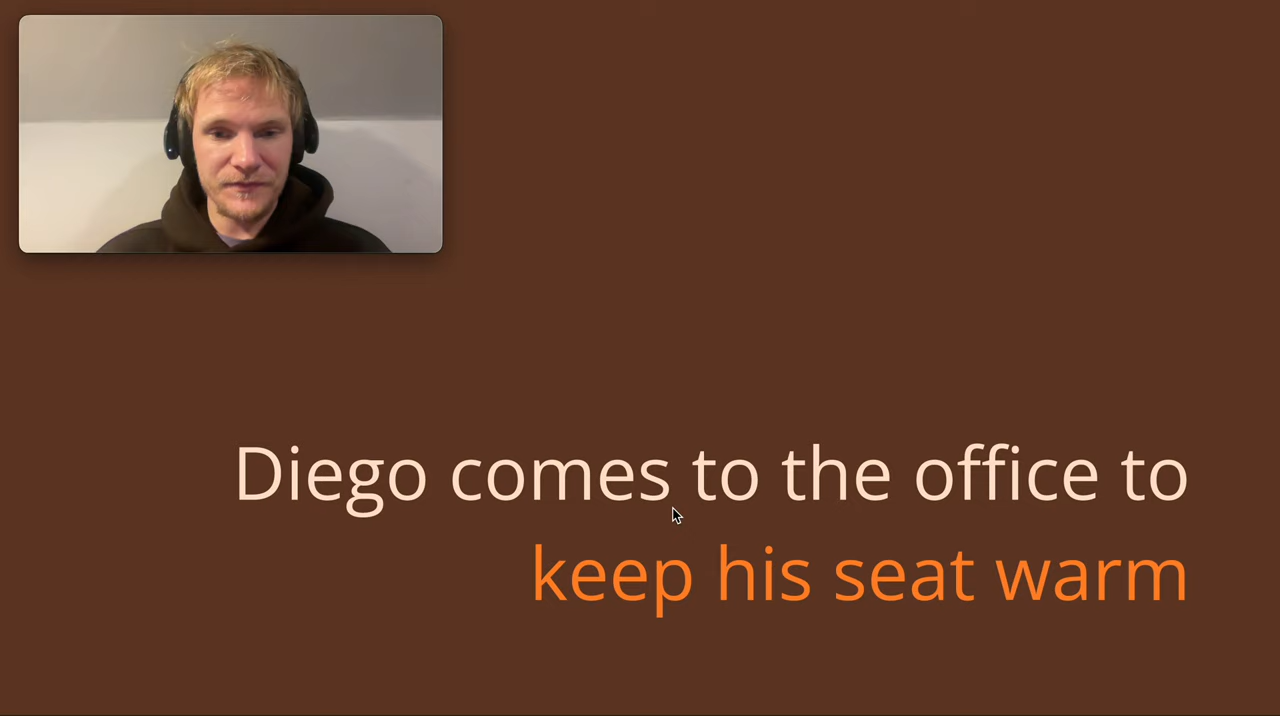 Diego comes to the office to
keep his seat warm